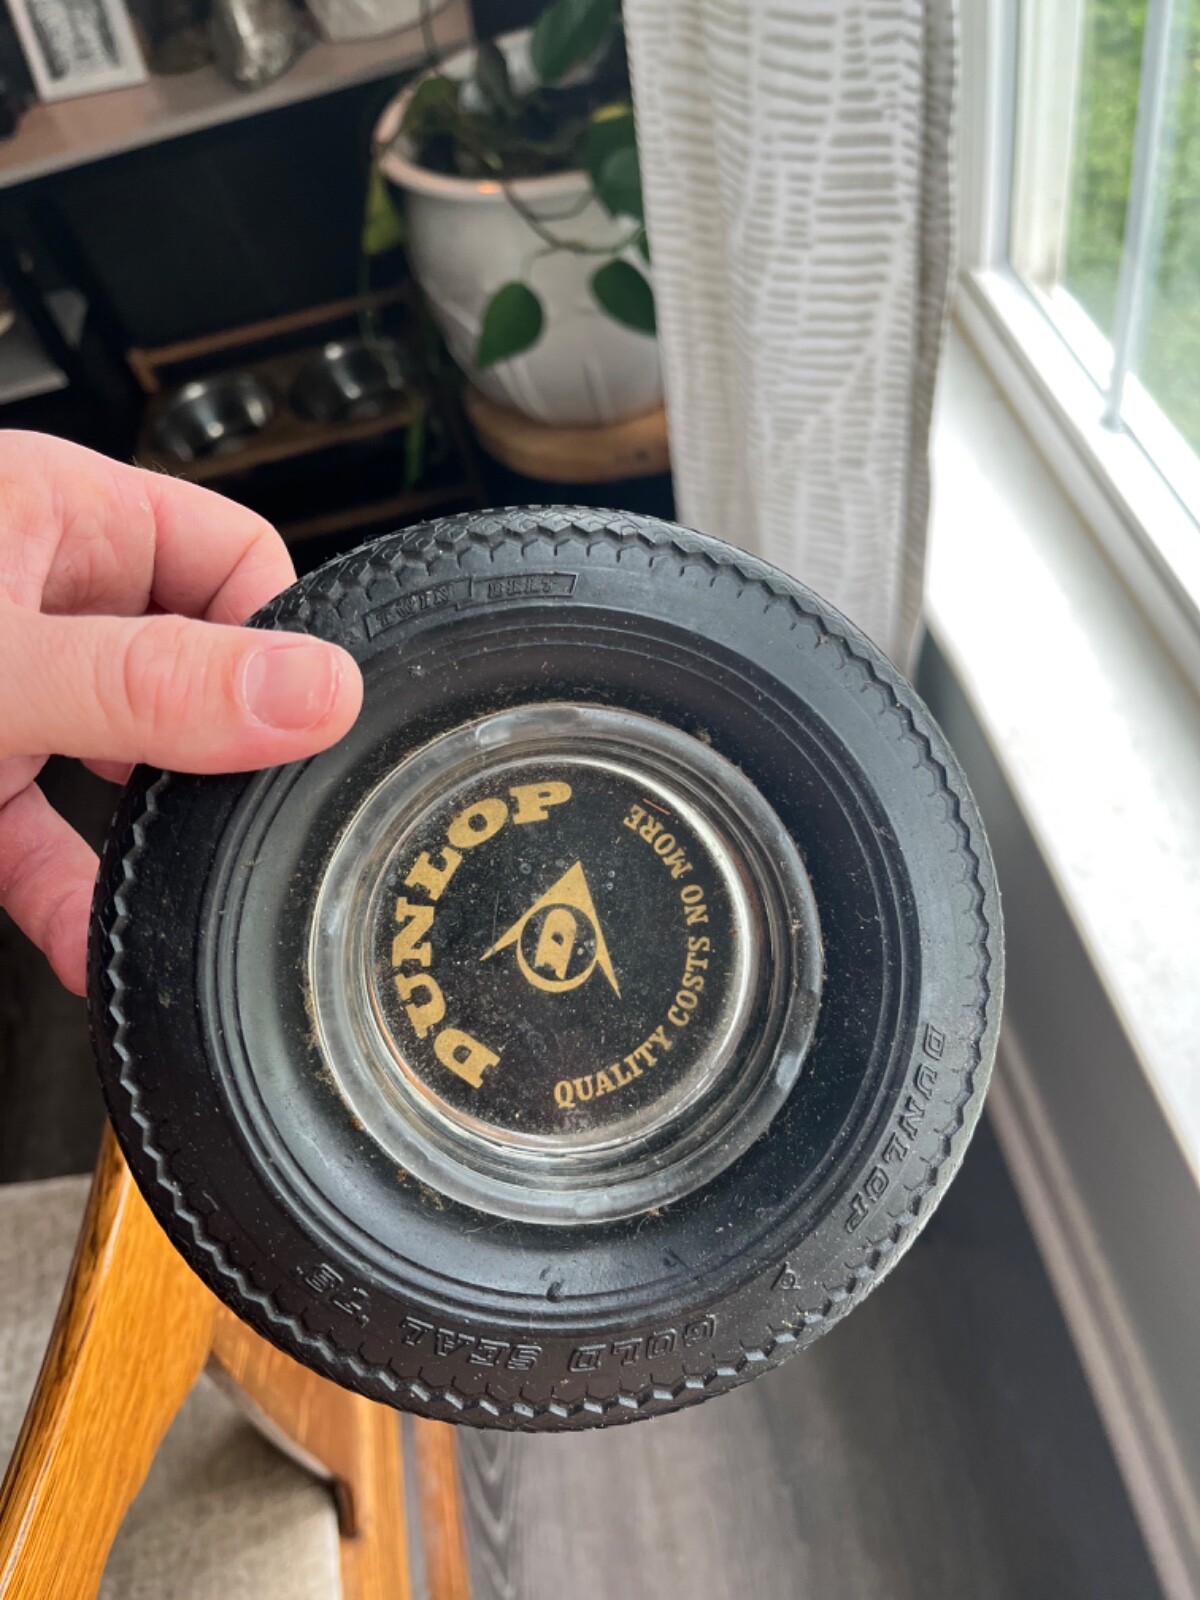 TWIN BELT
DUNLOP
D
QUALITY COSTS NO MORE
DUNLOP
GOLD SEAL '78